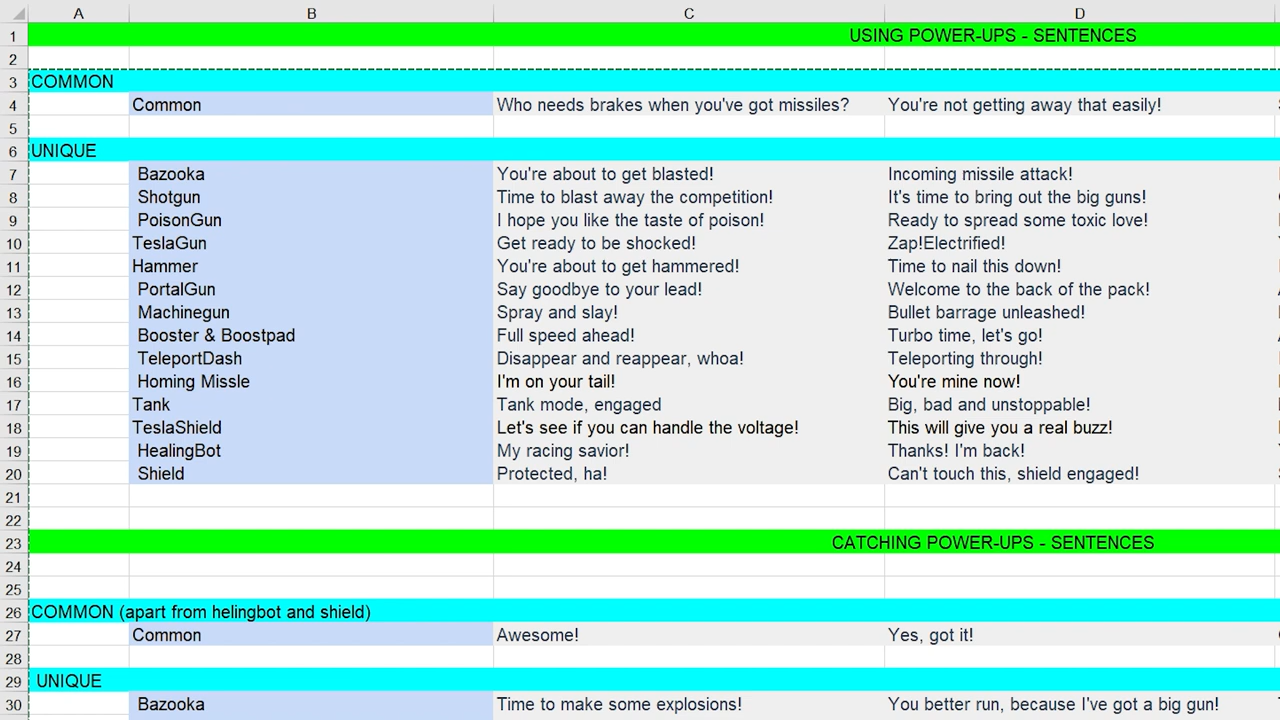 A B C D
1 USING POWER-UPS - SENTENCES
2
3 COMMON
4 Common Who needs brakes when you've got missiles? You're not getting away that easily!
5
6 UNIQUE
7 Bazooka You're about to get blasted! Incoming missile attack!
8 Shotgun Time to blast away the competition! It's time to bring out the big guns!
9 PoisonGun I hope you like the taste of poison! Ready to spread some toxic love!
10 TeslaGun Get ready to be shocked! Zap!Electrified!
11 Hammer You're about to get hammered! Time to nail this down!
12 PortalGun Say goodbye to your lead! Welcome to the back of the pack!
13 Machinegun Spray and slay! Bullet barrage unleashed!
14 Booster & Boostpad Full speed ahead! Turbo time, let's go!
15 TeleportDash Disappear and reappear, whoa! Teleporting through!
16 Homing Missle I'm on your tail! You're mine now!
17 Tank Tank mode, engaged Big, bad and unstoppable!
18 TeslaShield Let's see if you can handle the voltage! This will give you a real buzz!
19 HealingBot My racing savior! Thanks! I'm back!
20 Shield Protected, ha! Can't touch this, shield engaged!
21
22
23 CATCHING POWER-UPS - SENTENCES
24
25
26 COMMON (apart from helingbot and shield)
27 Common Awesome! Yes, got it!
28
29 UNIQUE
30 Bazooka Time to make some explosions! You better run, because I've got a big gun!